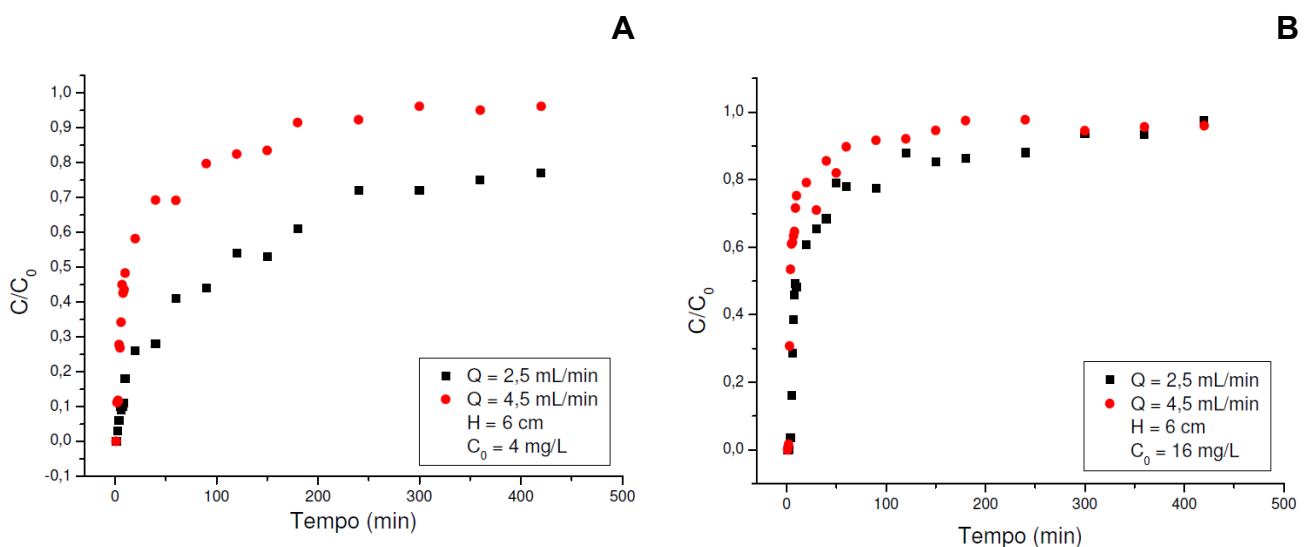 A
1,0
0,9
0,8
0,7
0,6
0,5
0,4
0,3
0,2
0,1
0,0
-0,1
C/C₀
Q = 2,5 mL/min
Q = 4,5 mL/min
H = 6 cm
C₀ = 4 mg/L
0 100 200 300 400 500
Tempo (min)
B
1,0
0,8
0,6
0,4
0,2
0,0
C/C₀
Q = 2,5 mL/min
Q = 4,5 mL/min
H = 6 cm
C₀ = 16 mg/L
0 100 200 300 400 500
Tempo (min)